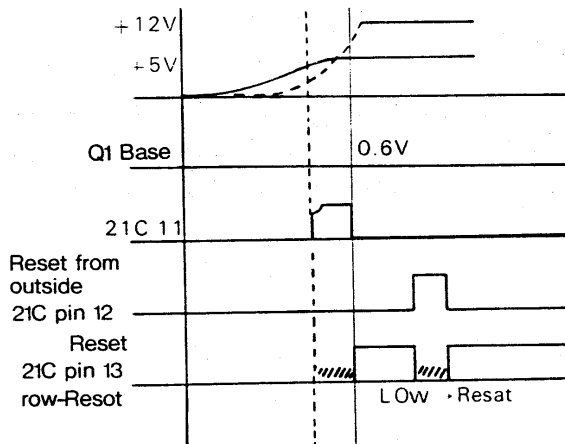 +12V
+5V
Q1 Base
0.6V
21C 11
Reset from
outside
21C pin 12
Reset
21C pin 13
row-Resot
LOw Resat